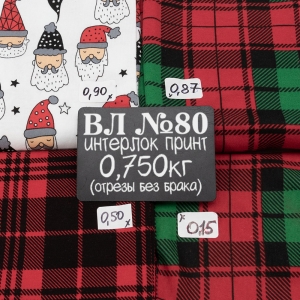 0,90
0,87
ВЛ №80
интерлок принт
0,750кг
(отрезы без брака)
0,50 х
х 0,15